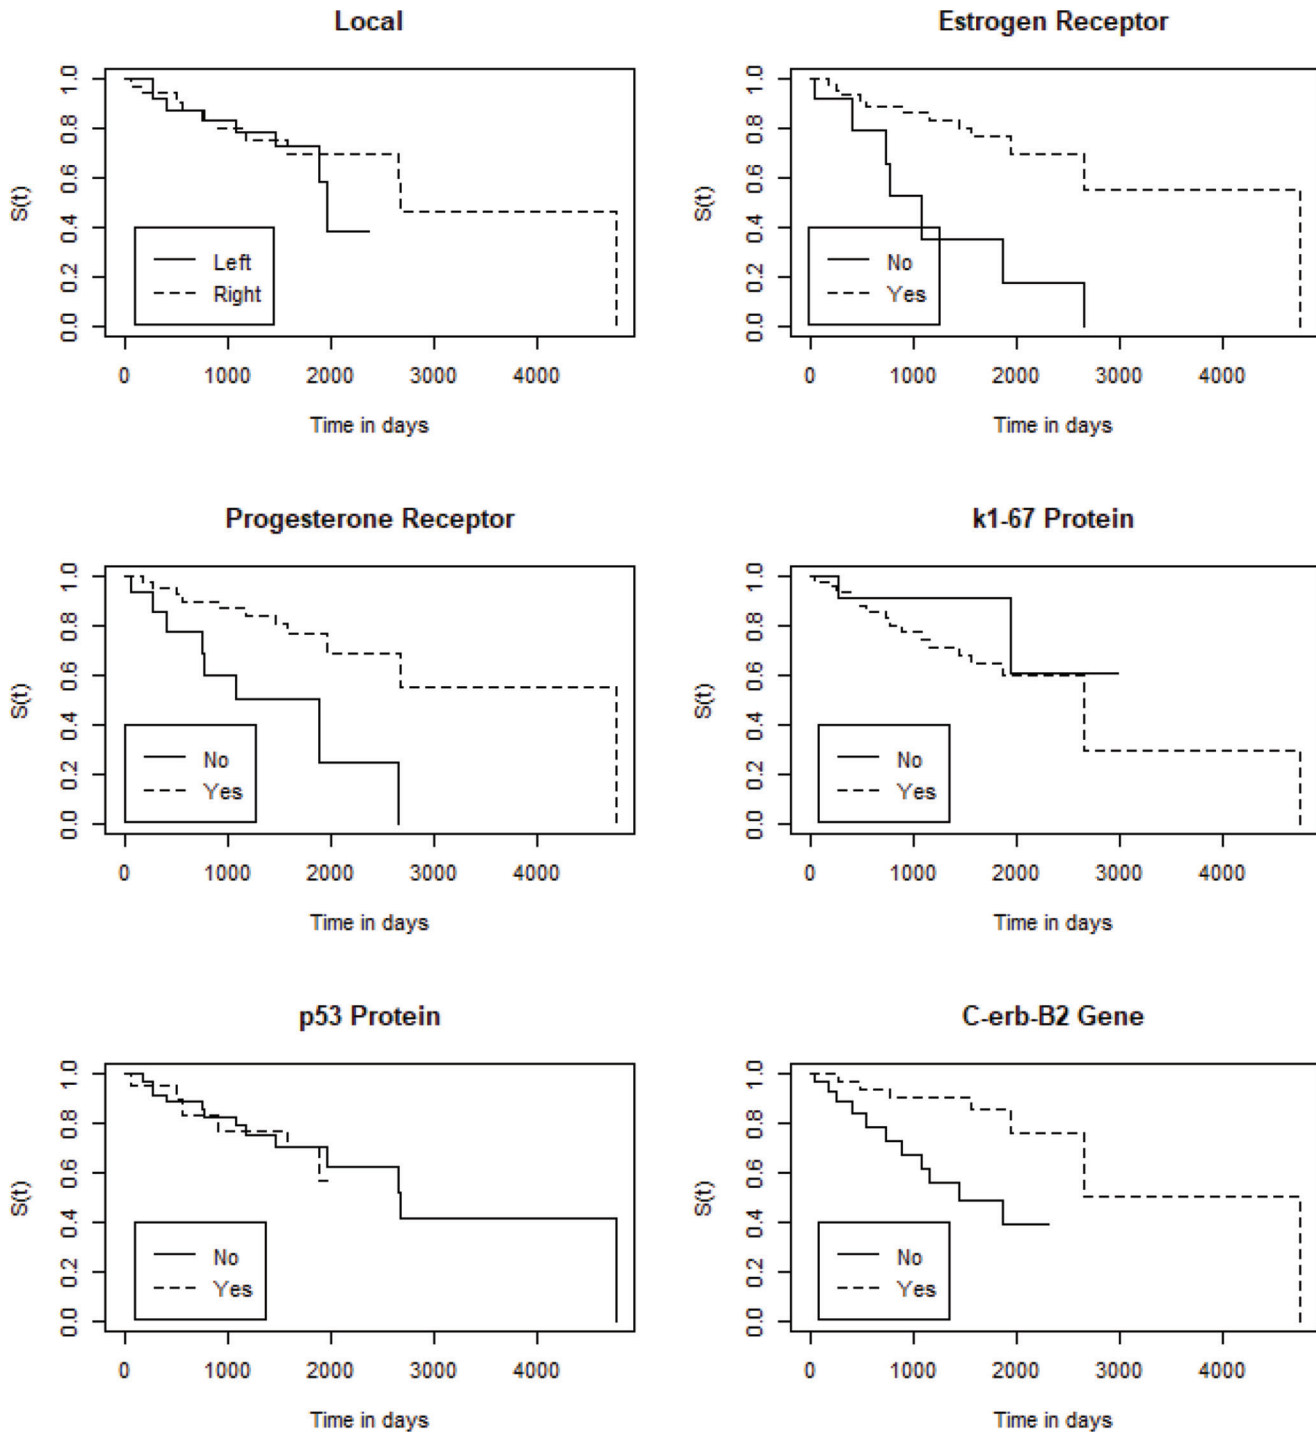 Local
Estrogen Receptor
S(t)
0.0 0.2 0.4 0.6 0.8 1.0
Left
Right
0 1000 2000 3000 4000
Time in days
S(t)
0.0 0.2 0.4 0.6 0.8 1.0
No
Yes
0 1000 2000 3000 4000
Time in days
Progesterone Receptor
k1-67 Protein
S(t)
0.0 0.2 0.4 0.6 0.8 1.0
No
Yes
0 1000 2000 3000 4000
Time in days
S(t)
0.0 0.2 0.4 0.6 0.8 1.0
No
Yes
0 1000 2000 3000 4000
Time in days
p53 Protein
C-erb-B2 Gene
S(t)
0.0 0.2 0.4 0.6 0.8 1.0
No
Yes
0 1000 2000 3000 4000
Time in days
S(t)
0.0 0.2 0.4 0.6 0.8 1.0
No
Yes
0 1000 2000 3000 4000
Time in days